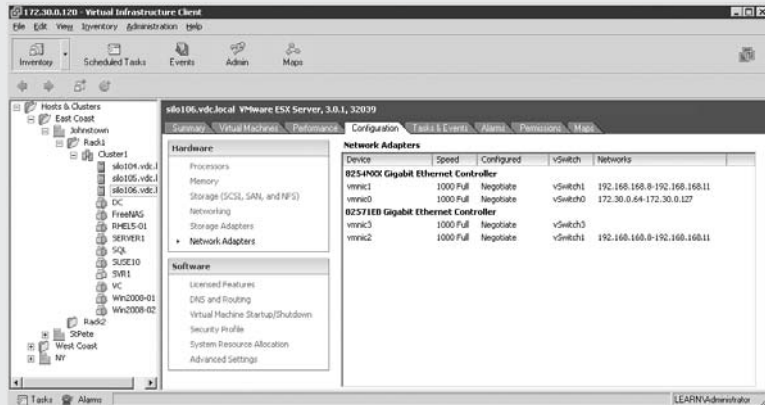 172.30.0.120 - Virtual Infrastructure Client
File Edit View Inventory Administration Help
Inventory Scheduled Tasks Events Admin Maps
Hosts & Clusters
East Coast
Johnstown
Rack1
Cluster1
silo104.vdc.l
silo105.vdc.l
silo106.vdc.l
DC
FreeNAS
RHEL5-01
SERVER1
SQL
SUSE10
SVR1
VC
Win2008-01
Win2008-02
Rack2
StPete
West Coast
NY
silo106.vdc.local VMware ESX Server, 3.0.1, 32039
Summary Virtual Machines Performance Configuration Tasks & Events Alarms Permissions Maps
Hardware
Processors
Memory
Storage (SCSI, SAN, and NFS)
Networking
Storage Adapters
Network Adapters
Software
Licensed Features
DNS and Routing
Virtual Machine Startup/Shutdown
Security Profile
System Resource Allocation
Advanced Settings
Network Adapters
Device Speed Configured vSwitch Networks
8254NXX Gigabit Ethernet Controller
vmnic1 1000 Full Negotiate vSwitch1 192.168.168.8-192.168.168.11
vmnic0 1000 Full Negotiate vSwitch0 172.30.0.64-172.30.0.127
82571EB Gigabit Ethernet Controller
vmnic3 1000 Full Negotiate vSwitch3
vmnic2 1000 Full Negotiate vSwitch1 192.168.168.8-192.168.168.11
Tasks Alarms LEARN\Administrator